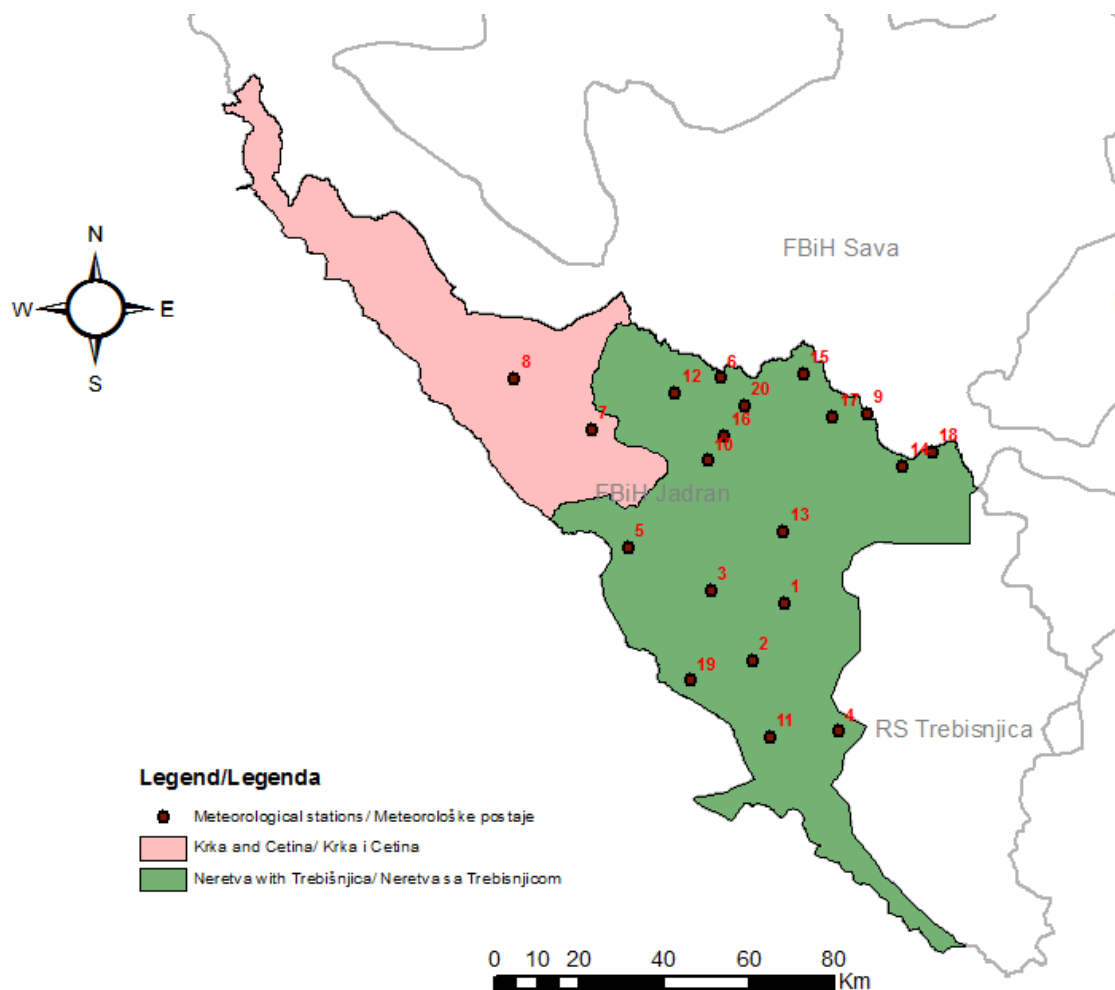 N
W
E
S
FBiH Sava
8
7
12
6
20
15
16
10
17
9
14
18
FBiH Jadran
13
5
3
1
2
19
11
4
RS Trebisnjica
Legend/Legenda
Meteorological stations/ Meteorološke postaje
Krka and Cetina/ Krka i Cetina
Neretva with Trebišnjica/ Neretva sa Trebisnjicom
0 10 20 40 60 80
Km